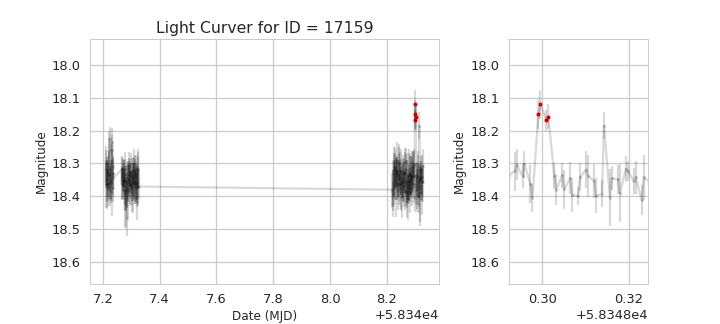 Light Curver for ID = 17159
Magnitude
18.0
18.1
18.2
18.3
18.4
18.5
18.6
7.2 7.4 7.6 7.8 8.0 8.2
Date (MJD)
+5.834e4
Magnitude
18.0
18.1
18.2
18.3
18.4
18.5
18.6
0.30 0.32
+5.8348e4